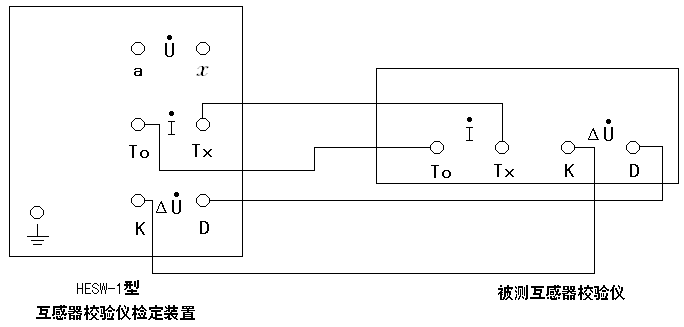 U̇
a x
İ
To Tx
ΔU̇
K D
İ ΔU̇
To Tx K D
HESW-1型
互感器校验仪检定装置
被测互感器校验仪